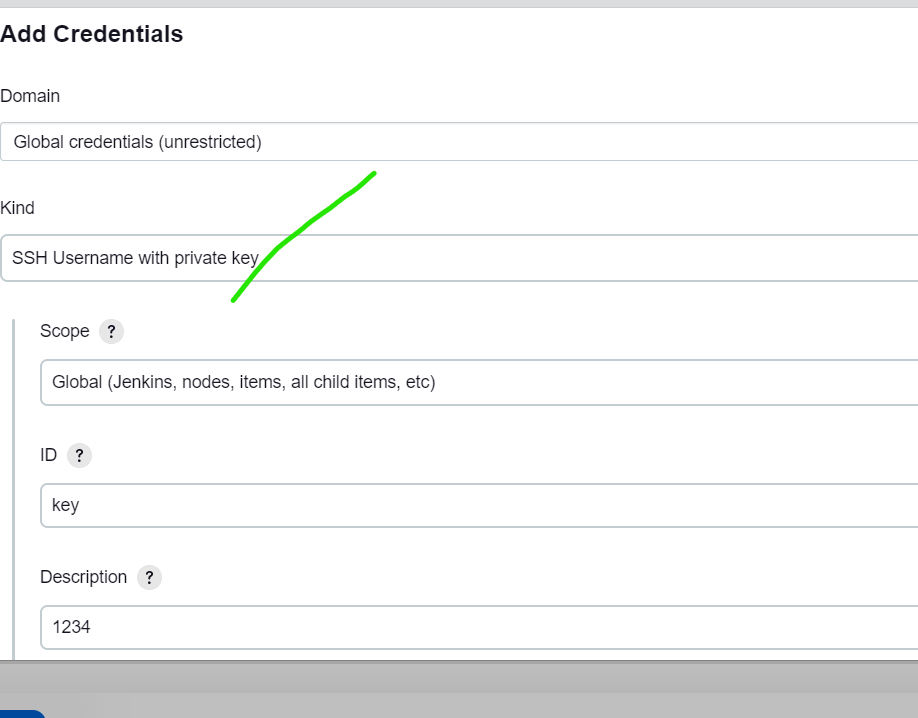 Add Credentials
Domain
Global credentials (unrestricted)
Kind
SSH Username with private key
Scope ?
Global (Jenkins, nodes, items, all child items, etc)
ID ?
key
Description ?
1234